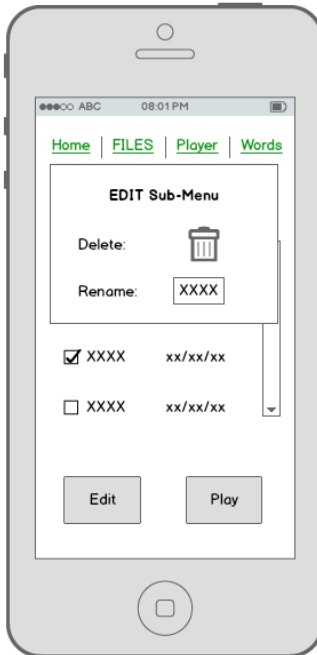 ABC 08:01 PM
Home | FILES | Player | Words
EDIT Sub-Menu
Delete:
Rename: XXXX
XXXX xx/xx/xx
XXXX xx/xx/xx
Edit Play